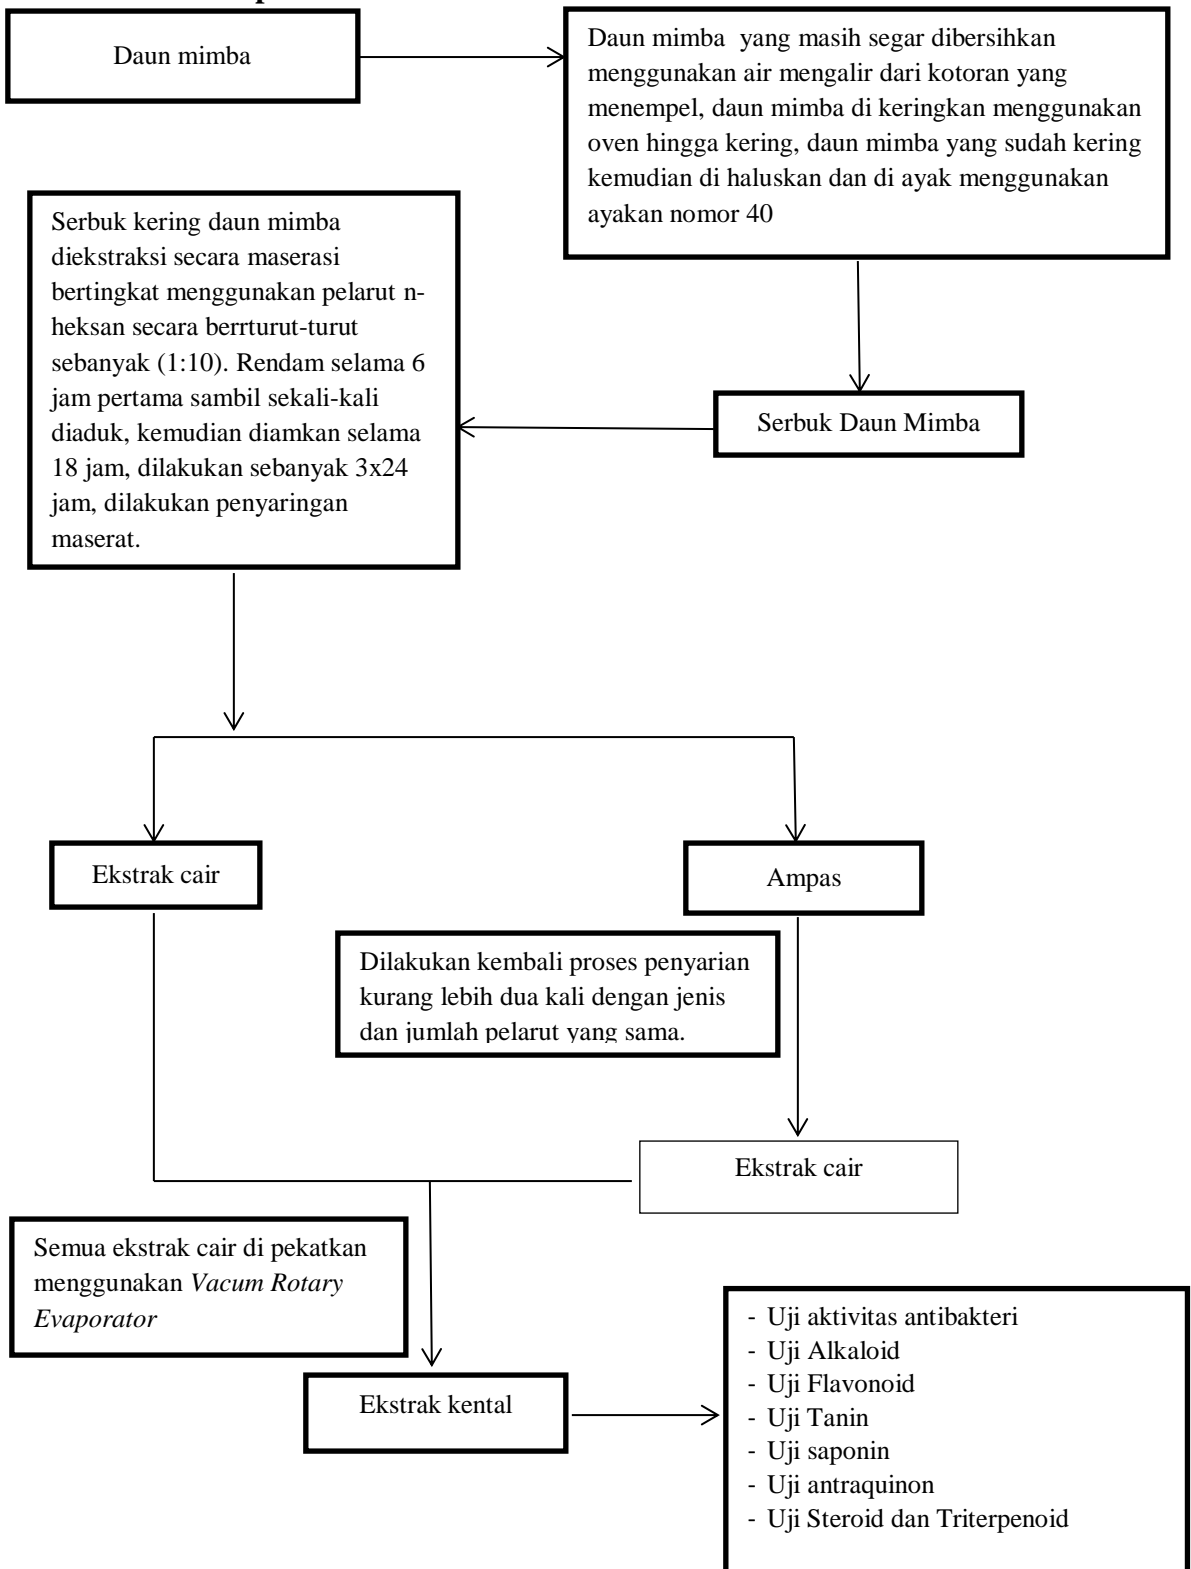 Daun mimba
Daun mimba  yang masih segar dibersihkan
menggunakan air mengalir dari kotoran yang
menempel, daun mimba di keringkan menggunakan
oven hingga kering, daun mimba yang sudah kering
kemudian di haluskan dan di ayak menggunakan
ayakan nomor 40
Serbuk Daun Mimba
Serbuk kering daun mimba
diekstraksi secara maserasi
bertingkat menggunakan pelarut n-
heksan secara berrturut-turut
sebanyak (1:10). Rendam selama 6
jam pertama sambil sekali-kali
diaduk, kemudian diamkan selama
18 jam, dilakukan sebanyak 3x24
jam, dilakukan penyaringan
maserat.
Ekstrak cair
Ampas
Dilakukan kembali proses penyarian
kurang lebih dua kali dengan jenis
dan jumlah pelarut yang sama.
Ekstrak cair
Semua ekstrak cair di pekatkan
menggunakan Vacum Rotary
Evaporator
Ekstrak kental
- Uji aktivitas antibakteri
- Uji Alkaloid
- Uji Flavonoid
- Uji Tanin
- Uji saponin
- Uji antraquinon
- Uji Steroid dan Triterpenoid